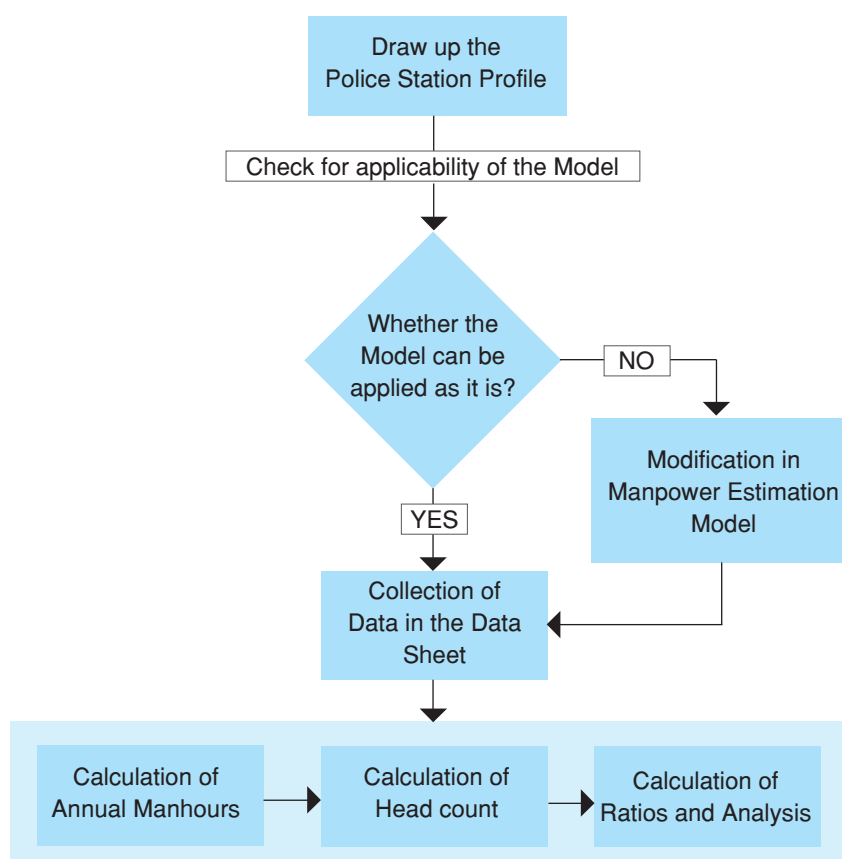 Draw up the
Police Station Profile
Check for applicability of the Model
Whether the
Model can be
applied as it is?
NO
Modification in
Manpower Estimation
Model
YES
Collection of
Data in the Data
Sheet
Calculation of
Annual Manhours
Calculation of
Head count
Calculation of
Ratios and Analysis